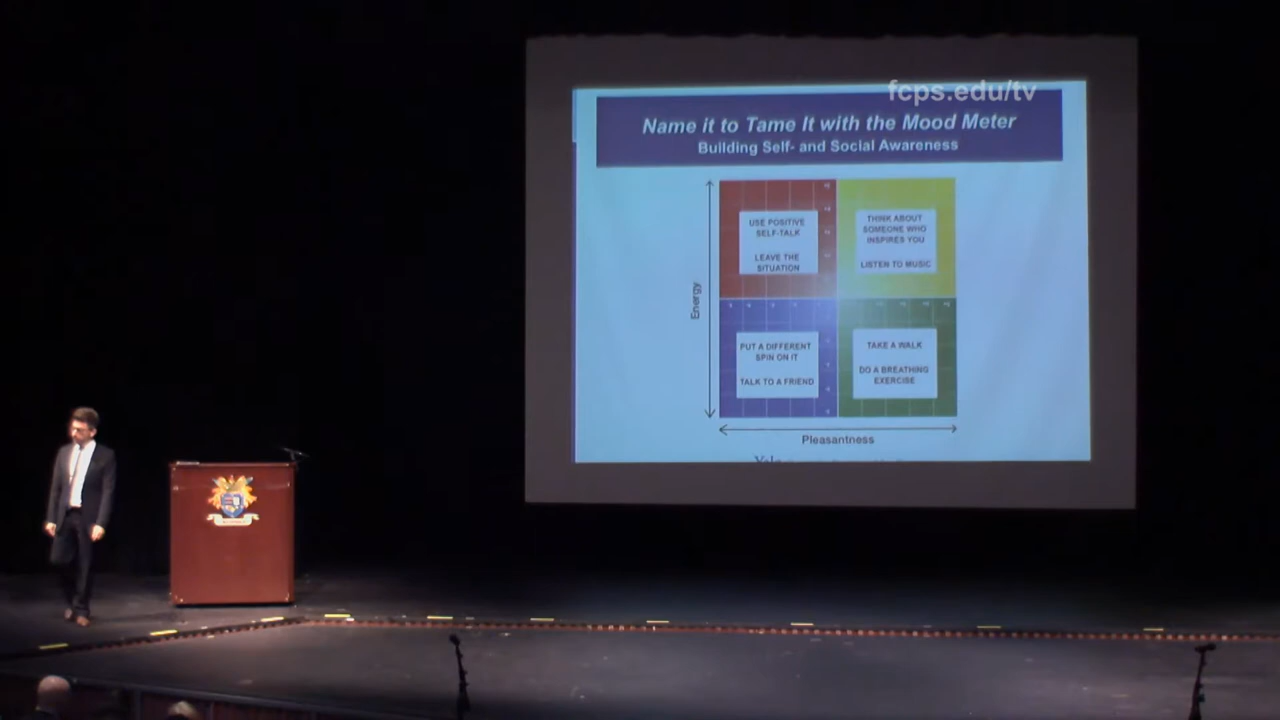 fcps.edu/tv
Name it to Tame It with the Mood Meter
Building Self- and Social Awareness
USE POSITIVE
SELF-TALK
LEAVE THE
SITUATION
THINK ABOUT
SOMEONE WHO
INSPIRES YOU
LISTEN TO MUSIC
Energy
PUT A DIFFERENT
SPIN ON IT
TALK TO A FRIEND
TAKE A WALK
DO A BREATHING
EXERCISE
Pleasantness